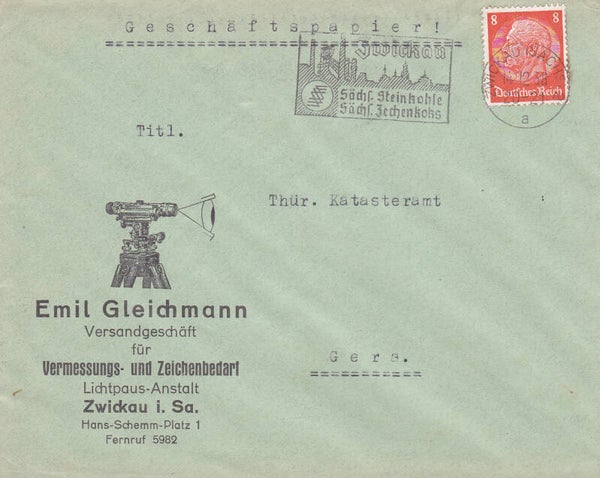 Geschäftspapier!
8 8
Deutsches Reich
Zwickau
Sächs. Steinkohle
Sächs. Zechenkoks
a
Titl.
Thür. Katasteramt
Gera.
Emil Gleichmann
Versandgeschäft
für
Vermessungs- und Zeichenbedarf
Lichtpaus-Anstalt
Zwickau i. Sa.
Hans-Schemm-Platz 1
Fernruf 5982